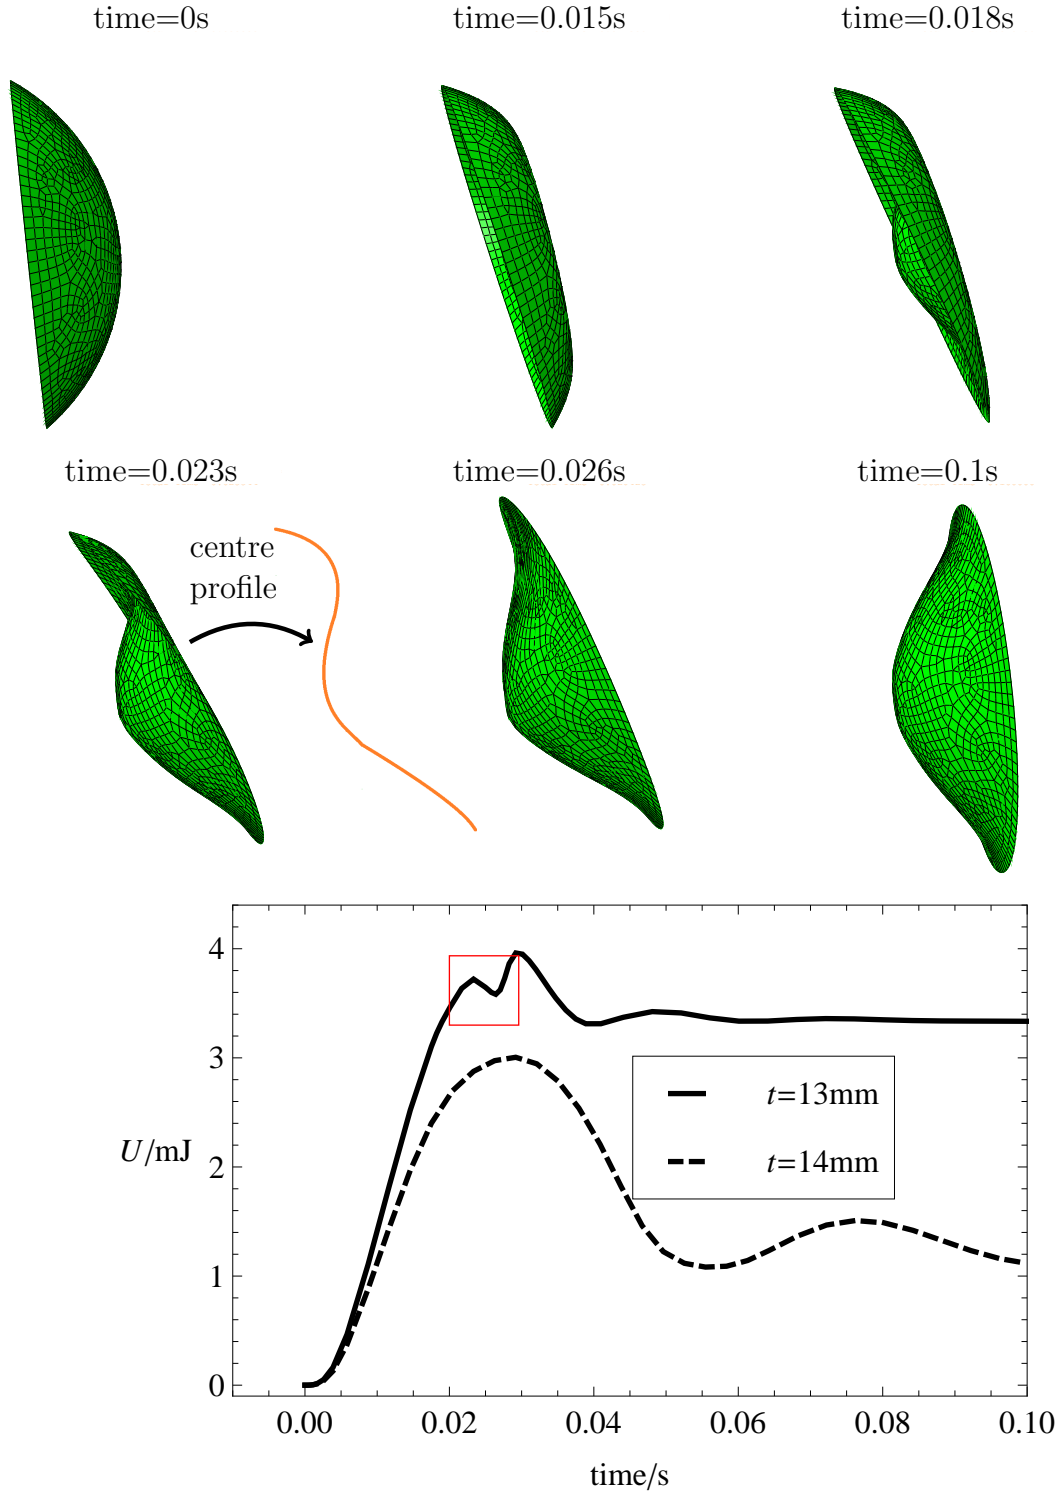 time=0s
time=0.015s
time=0.018s
time=0.023s
time=0.026s
time=0.1s
centre
profile
4
3
2
1
0
U/mJ
t=13mm
t=14mm
0.00
0.02
0.04
0.06
0.08
0.10
time/s